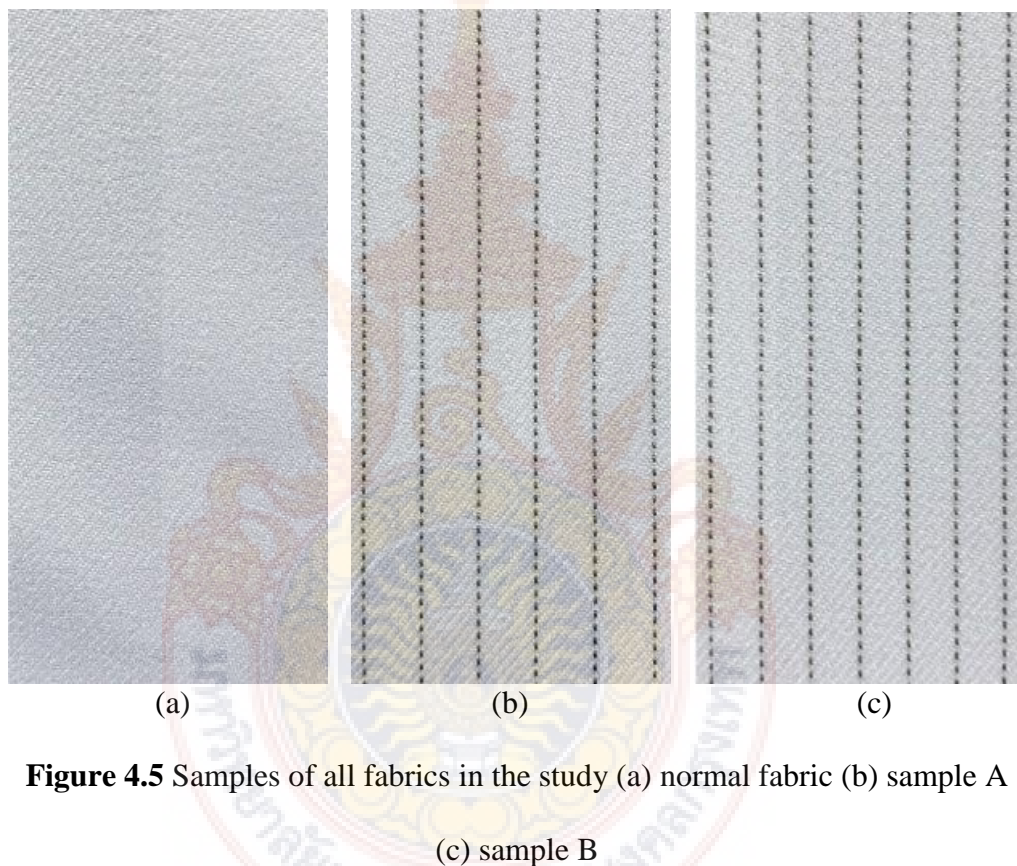 (a) (b) (c)
Figure 4.5 Samples of all fabrics in the study (a) normal fabric (b) sample A
(c) sample B